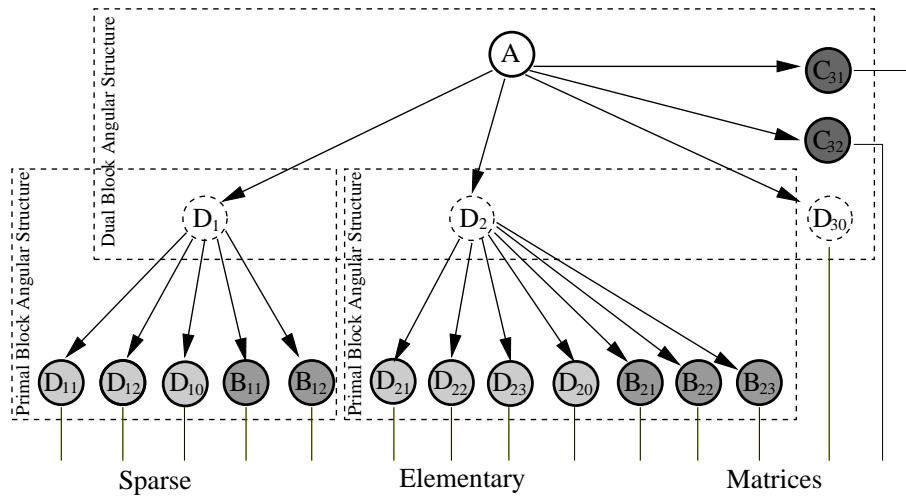 Dual Block Angular Structure
A
C31
C32
Primal Block Angular Structure
D1
Primal Block Angular Structure
D2
D30
D11 D12 D10 B11 B12
D21 D22 D23 D20 B21 B22 B23
Sparse Elementary Matrices